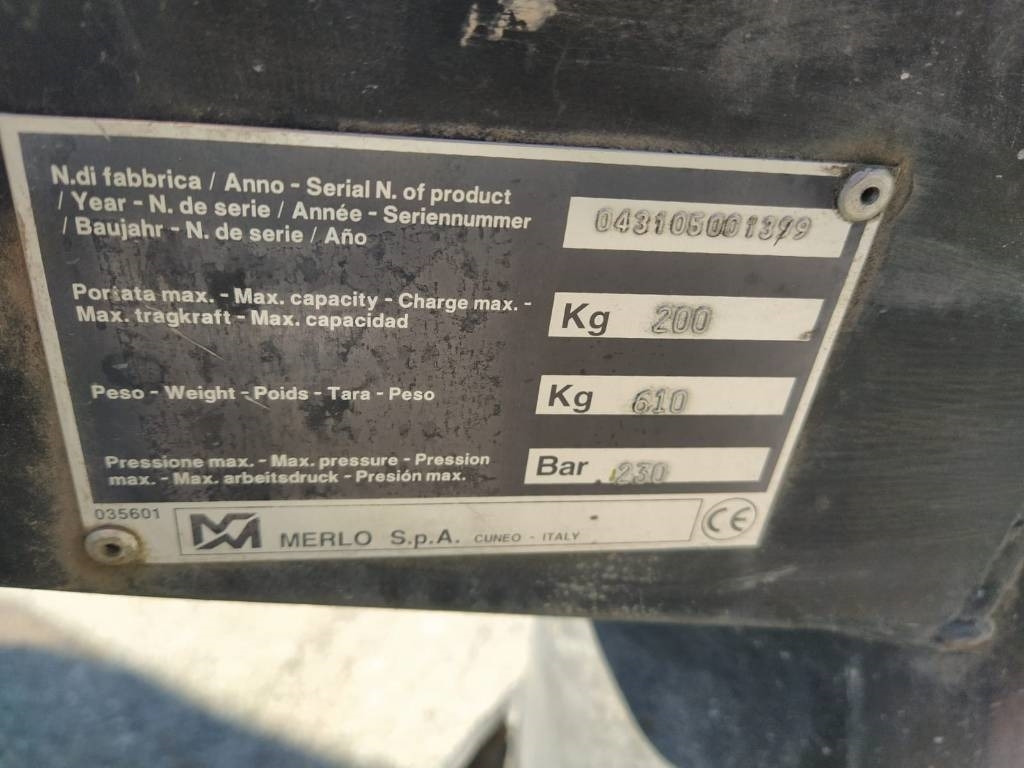 N.di fabbrica / Anno - Serial N. of product
/ Year - N. de serie / Année - Seriennummer
/ Baujahr - N. de serie / Año
043105001399
Portata max. - Max. capacity - Charge max. -
Max. tragkraft - Max. capacidad
Kg 200
Peso - Weight - Poids - Tara - Peso
Kg 610
Pressione max. - Max. pressure - Pression
max. - Max. arbeitsdruck - Presión max.
Bar 230
035601
MERLO S.p.A. CUNEO - ITALY
CE